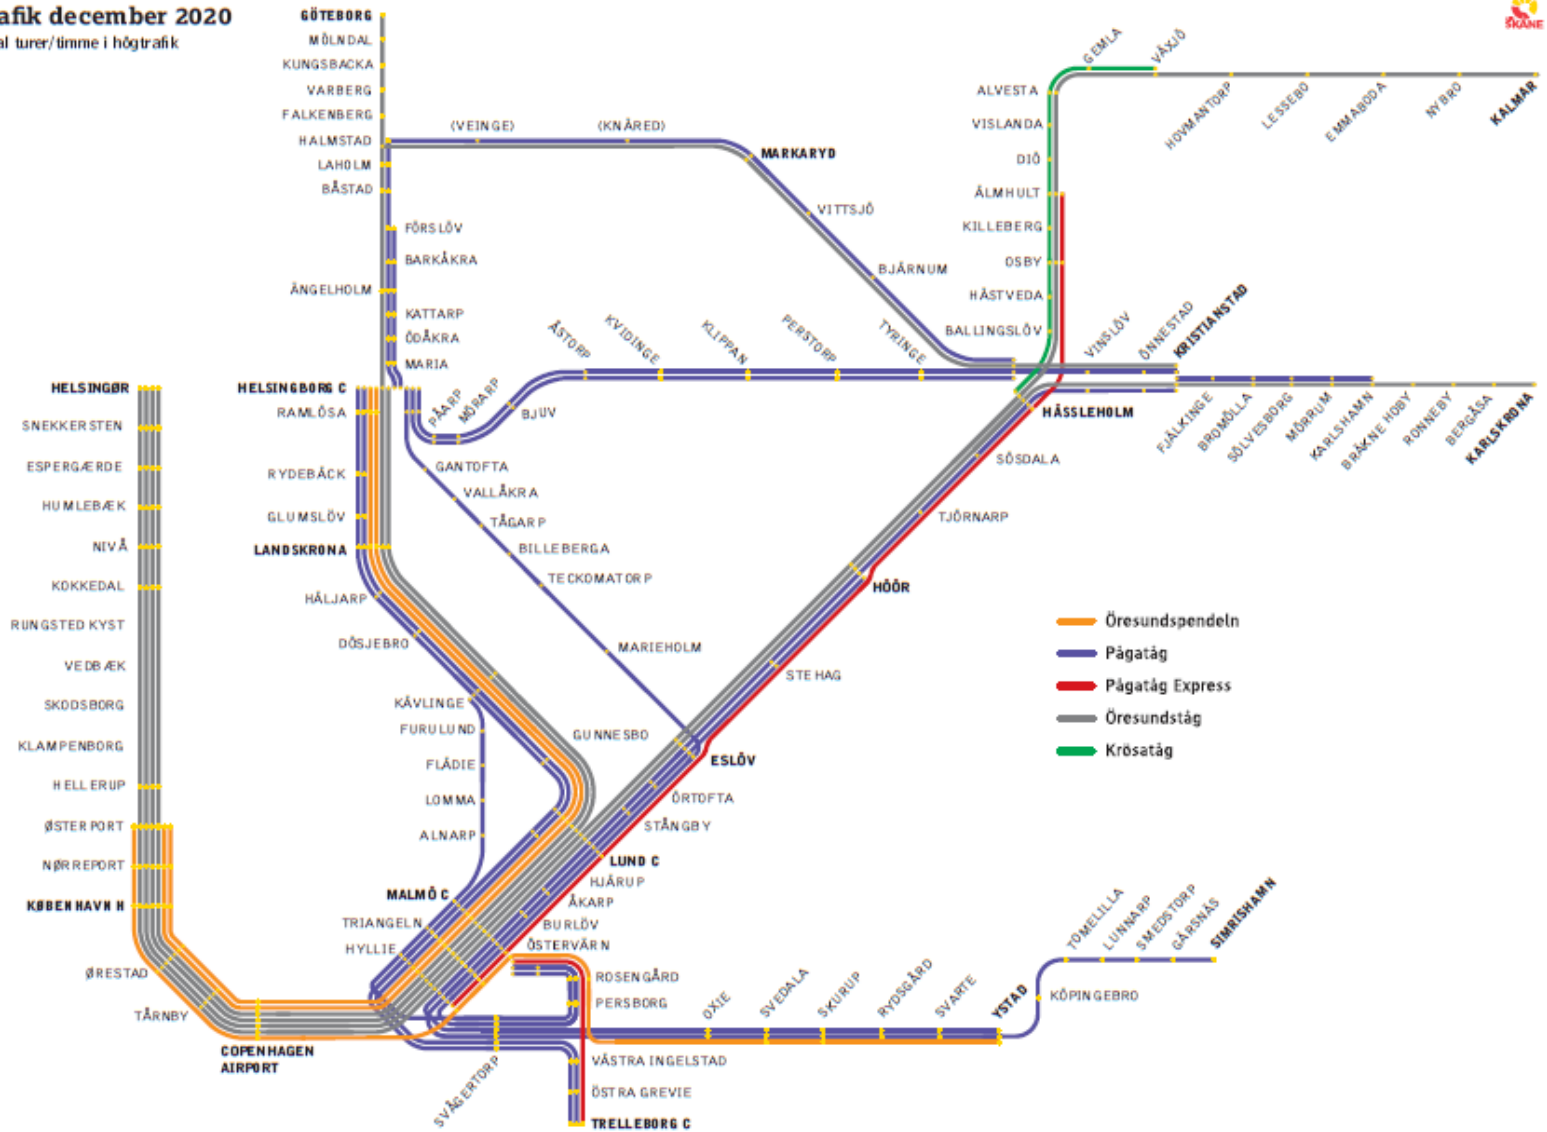 afik december 2020
al turer/timme i högtrafik
SKÅNE
GÖTEBORG
MÖLNDAL
KUNGSBACKA
VARBERG
FALKENBERG
HALMSTAD
LAHOLM
BÅSTAD
(VEINGE)
(KNÄRED)
MARKARYD
VITTSJÖ
BJÄRNUM
FÖRSLÖV
BARKÅKRA
ÄNGELHOLM
KATTARP
ÖDÅKRA
MARIA
GEMLA
VÄXJÖ
ALVESTA
VISLANDA
DIÖ
ÄLMHULT
KILLEBERG
OSBY
HÄSTVEDA
BALLINGSLÖV
HOVMANTORP
LESSEBO
EMMABODA
NYBRO
KALMAR
ÅSTORP
KVIDINGE
KLIPPAN
PERSTORP
TYRINGE
VINSLÖV
ÖNNESTAD
KRISTIANSTAD
HELSINGØR
SNEKKERSTEN
ESPERGÆRDE
HUMLEBÆK
NIVÅ
KOKKEDAL
RUNGSTED KYST
VEDBÆK
SKODSBORG
KLAMPENBORG
HELLERUP
ØSTERPORT
NØRREPORT
KØBENHAVN H
ØRESTAD
TÅRNBY
COPENHAGEN
AIRPORT
HELSINGBORG C
RAMLÖSA
RYDEBÄCK
GLUMSLÖV
LANDSKRONA
HÄLJARP
DÖSJEBRO
KÄVLINGE
FURULUND
FLÄDIE
LOMMA
ALNARP
MALMÖ C
TRIANGELN
HYLLIE
PÅARP
MÖRARP
BJUV
GANTOFTA
VALLÅKRA
TÅGARP
BILLEBERGA
TECKOMATORP
MARIEHOLM
GUNNESBO
HÄSSLEHOLM
SÖSDALA
TJÖRNARP
HÖÖR
STEHAG
ESLÖV
ÖRTOFTA
STÅNGBY
LUND C
HJÄRUP
ÅKARP
BURLÖV
ÖSTERVÄRN
ROSENGÅRD
PERSBORG
FJÄLKINGE
BROMÖLLA
SÖLVESBORG
MÖRRUM
KARLSHAMN
BRÄKNE HOBY
RONNEBY
BERGÅSA
KARLSKRONA
Öresundspendeln
Pågatåg
Pågatåg Express
Öresundståg
Krösatåg
OXIE
SVEDALA
SKURUP
RYDSGÅRD
SVARTE
YSTAD
KÖPINGEBRO
TOMELILLA
LUNNARP
SMEDSTORP
GÄRSNÄS
SIMRISHAMN
SVÅGERTORP
VÄSTRA INGELSTAD
ÖSTRA GREVIE
TRELLEBORG C